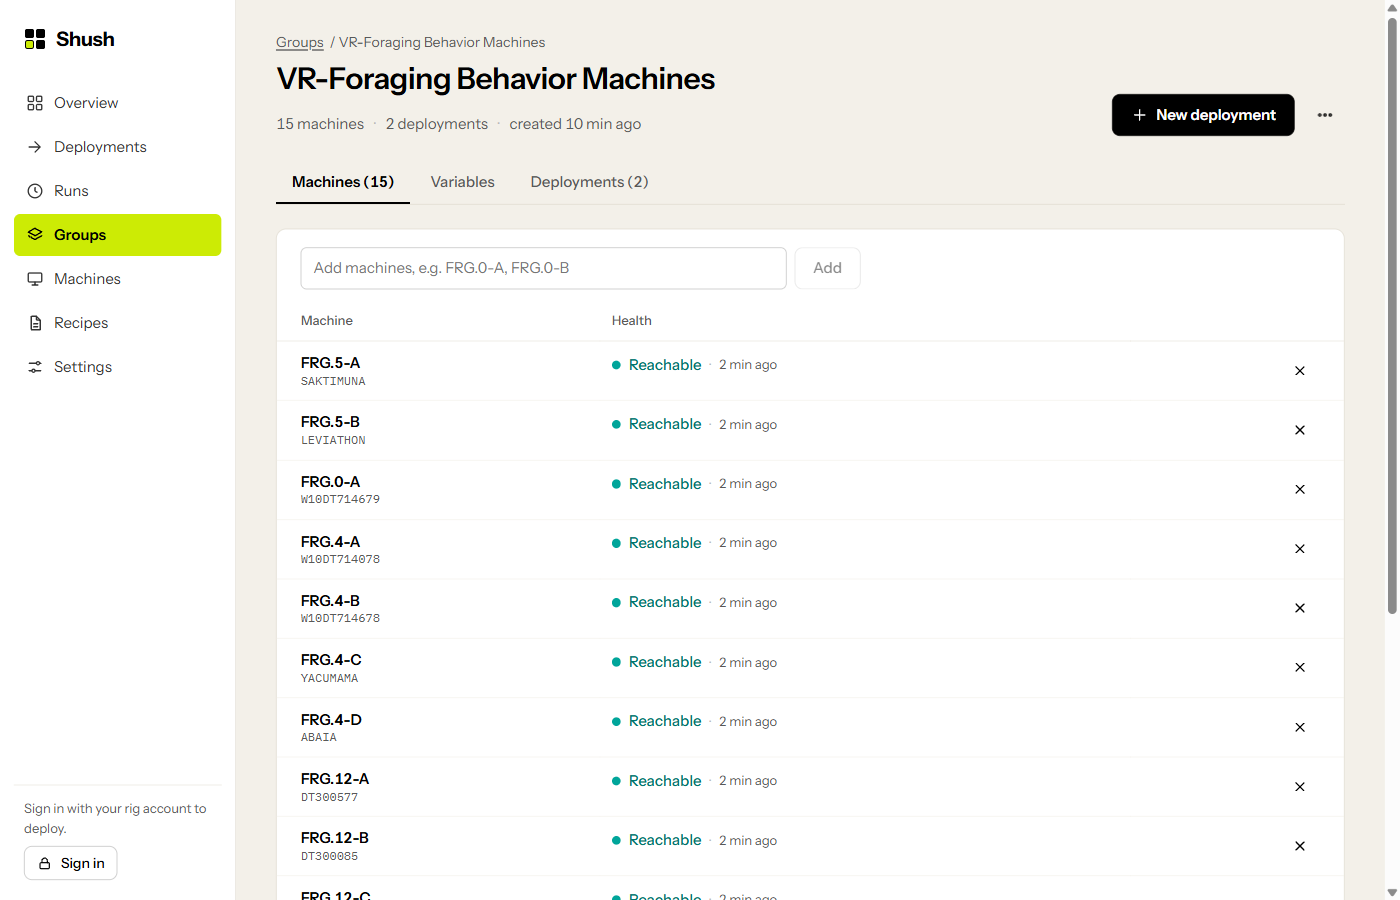 Shush
Overview
Deployments
Runs
Groups
Machines
Recipes
Settings
Sign in with your rig account to
deploy.
Sign in
Groups / VR-Foraging Behavior Machines
VR-Foraging Behavior Machines
15 machines · 2 deployments · created 10 min ago
+ New deployment
Machines (15) Variables Deployments (2)
Add machines, e.g. FRG.0-A, FRG.0-B Add
Machine Health
FRG.5-A Reachable · 2 min ago
SAKTIMUNA
FRG.5-B Reachable · 2 min ago
LEVIATHON
FRG.0-A Reachable · 2 min ago
W10DT714679
FRG.4-A Reachable · 2 min ago
W10DT714078
FRG.4-B Reachable · 2 min ago
W10DT714678
FRG.4-C Reachable · 2 min ago
YACUMAMA
FRG.4-D Reachable · 2 min ago
ABAIA
FRG.12-A Reachable · 2 min ago
DT300577
FRG.12-B Reachable · 2 min ago
DT300085
FRG.12-C Reachable · 2 min ago